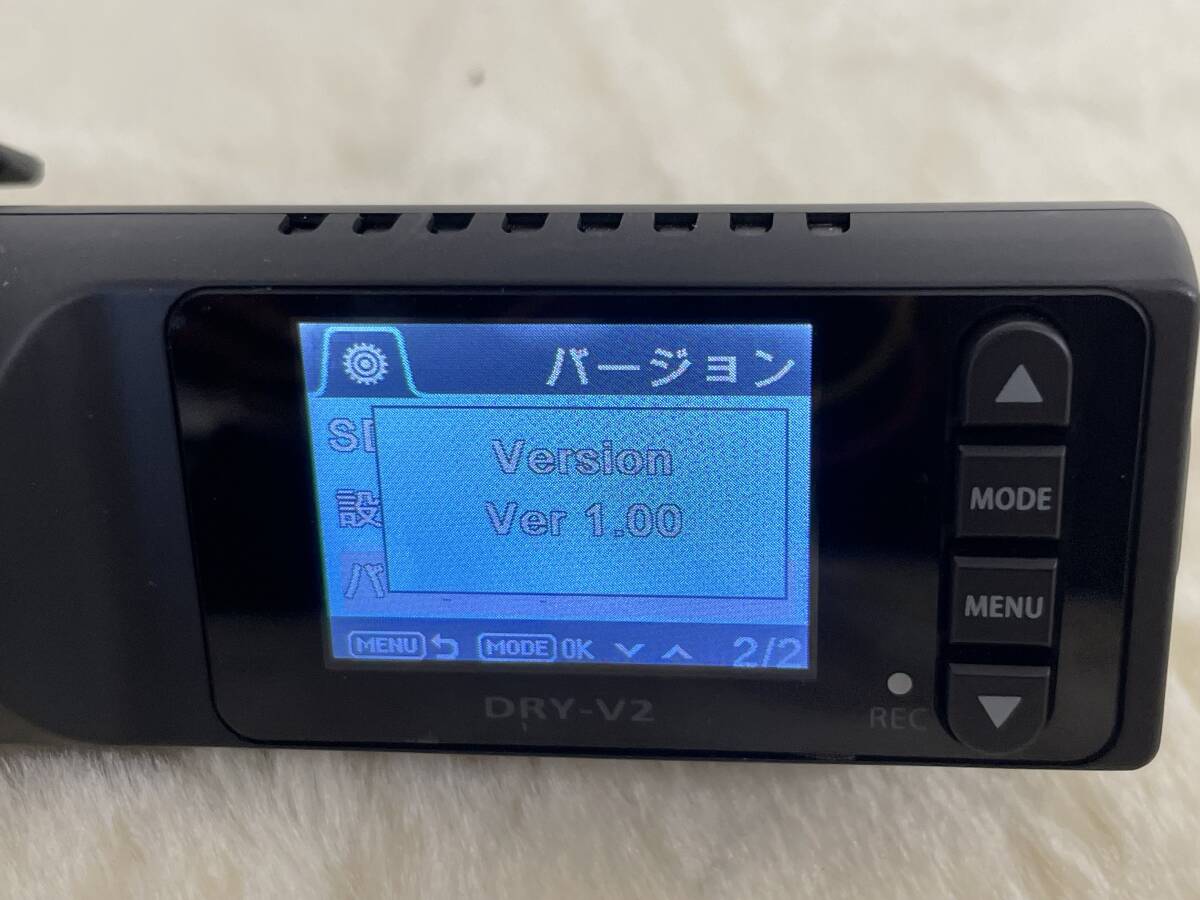 バージョン
SD
Version
設
Ver 1.00
バ
MENU MODE OK 2/2
DRY-V2
REC
MODE
MENU